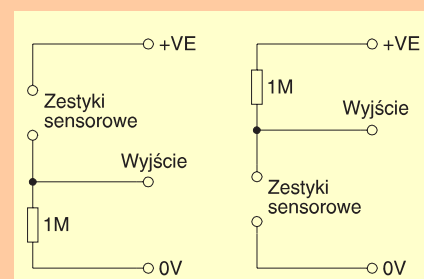 +VE
Zestyki
sensorowe
Wyjście
1M
0V
+VE
1M
Wyjście
Zestyki
sensorowe
0V